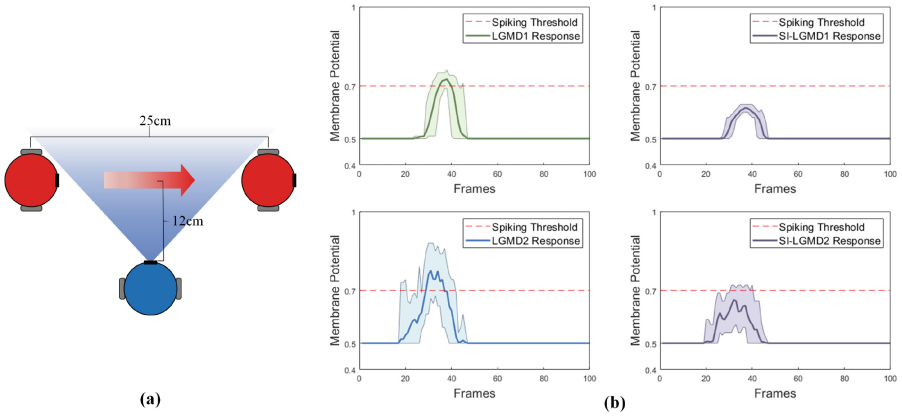 (a)
25cm
12cm
1
0.7
0.5
0.4
0
20
40
60
80
100
Membrane Potential
Frames
Spiking Threshold
LGMD1 Response
1
0.7
0.5
0.4
0
20
40
60
80
100
Membrane Potential
Frames
Spiking Threshold
SI-LGMD1 Response
1
0.7
0.5
0.4
0
20
40
60
80
100
Membrane Potential
Frames
Spiking Threshold
LGMD2 Response
1
0.7
0.5
0.4
0
20
40
60
80
100
Membrane Potential
Frames
Spiking Threshold
SI-LGMD2 Response
(b)